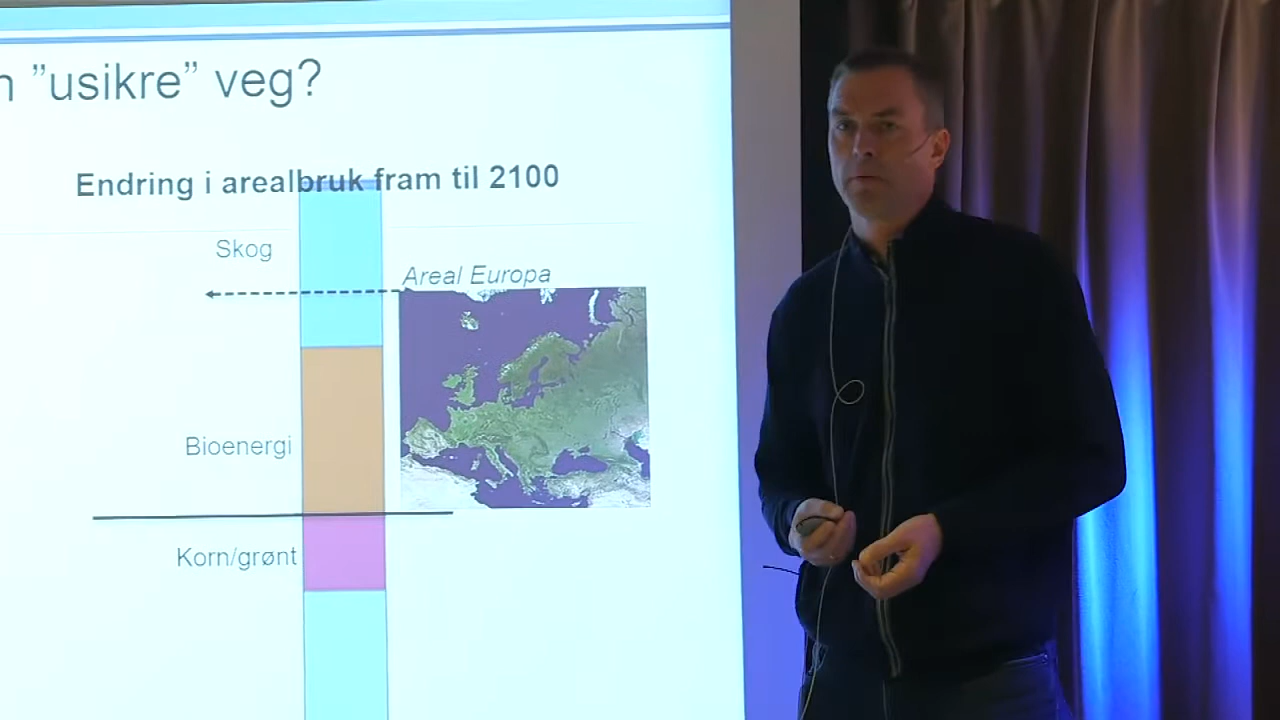 "usikre" veg?
Endring i arealbruk fram til 2100
Skog
Areal Europa
Bioenergi
Korn/grønt